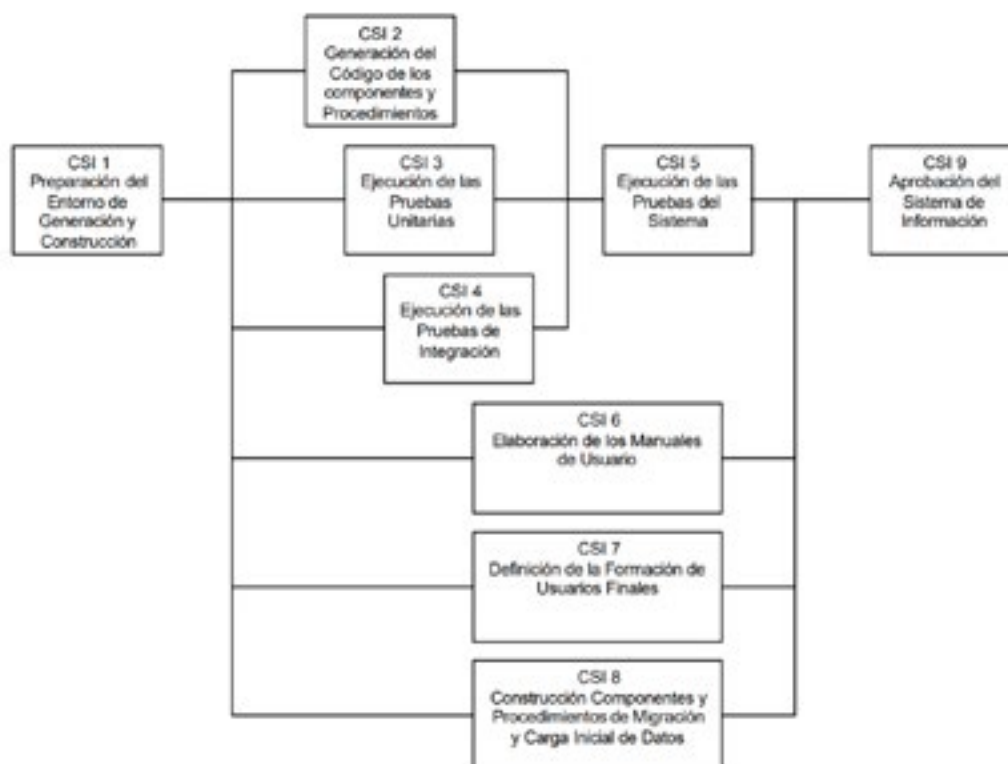 CSI 2
Generación del
Código de los
componentes y
Procedimientos
CSI 1
Preparación del
Entorno de
Generación y
Construcción
CSI 3
Ejecución de las
Pruebas
Unitarias
CSI 5
Ejecución de las
Pruebas del
Sistema
CSI 9
Aprobación del
Sistema de
Información
CSI 4
Ejecución de las
Pruebas de
Integración
CSI 6
Elaboración de los Manuales
de Usuario
CSI 7
Definición de la Formación de
Usuarios Finales
CSI 8
Construcción Componentes y
Procedimientos de Migración
y Carga Inicial de Datos